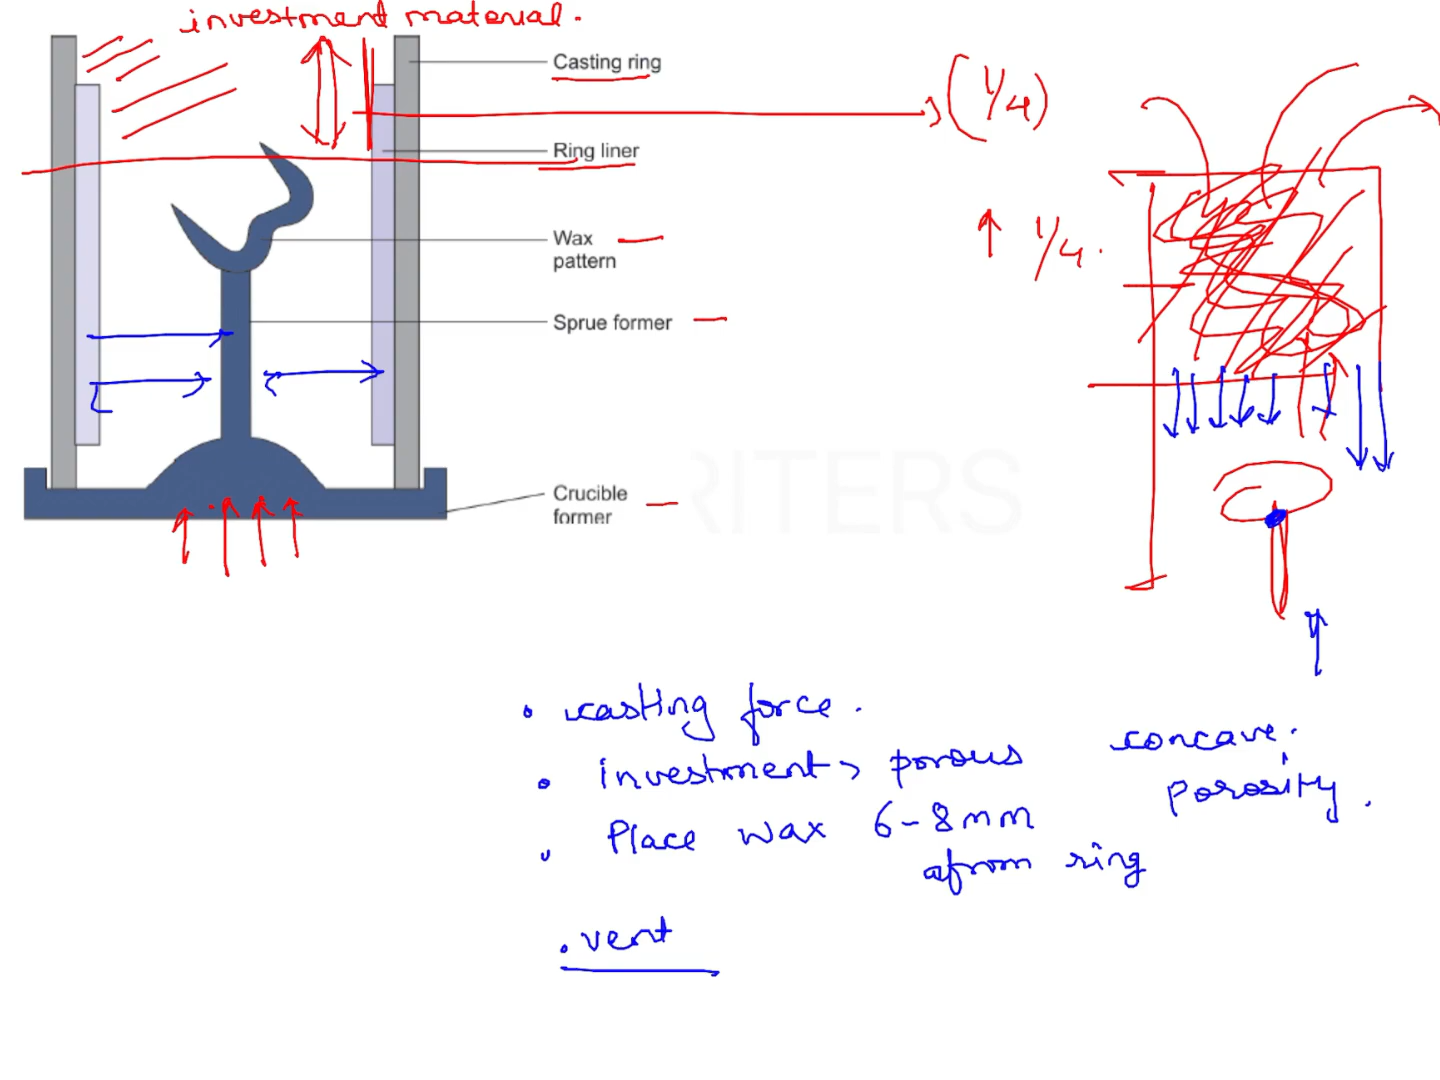 investment material.
Casting ring
(1/4)
Ring liner
Wax
pattern
↑ 1/4.
Sprue former
Crucible
former
RITERS
• casting force.
• investment > porous
concave.
porosity.
• Place wax 6-8mm
afrom ring
. vent